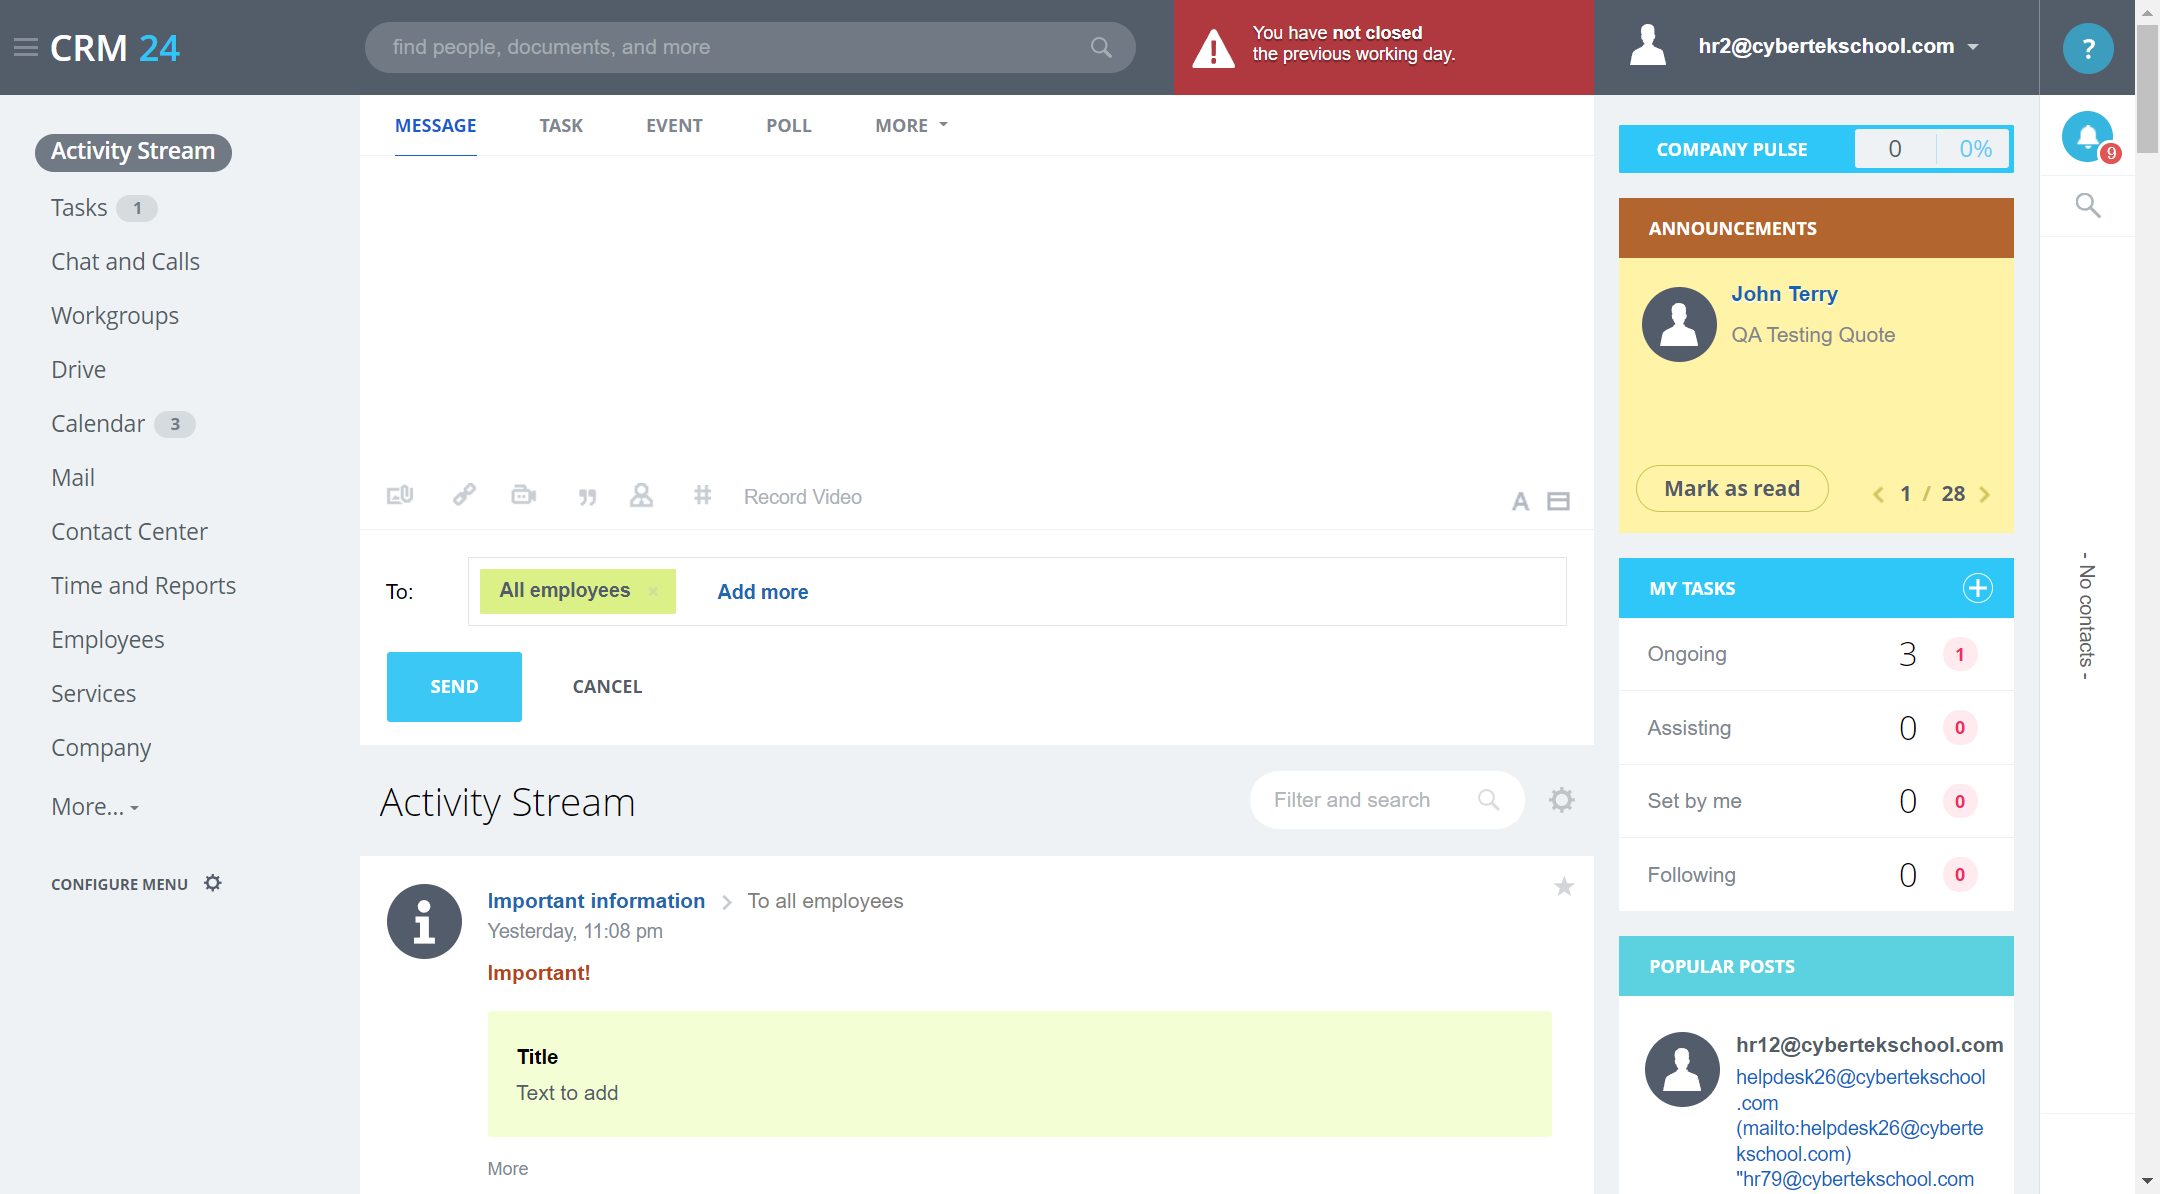 CRM 24
find people, documents, and more
You have not closed
the previous working day.
hr2@cybertekschool.com
?
Activity Stream
Tasks 1
Chat and Calls
Workgroups
Drive
Calendar 3
Mail
Contact Center
Time and Reports
Employees
Services
Company
More...
CONFIGURE MENU
MESSAGE TASK EVENT POLL MORE
Record Video
A
To: All employees × Add more
SEND CANCEL
Activity Stream
Filter and search
Important information > To all employees
Yesterday, 11:08 pm
Important!
Title
Text to add
More
COMPANY PULSE 0 0%
ANNOUNCEMENTS
John Terry
QA Testing Quote
Mark as read
1 / 28
MY TASKS
Ongoing 3 1
Assisting 0 0
Set by me 0 0
Following 0 0
POPULAR POSTS
hr12@cybertekschool.com
helpdesk26@cybertekschool
.com
(mailto:helpdesk26@cyberte
kschool.com)
"hr79@cybertekschool.com
9
- No contacts -